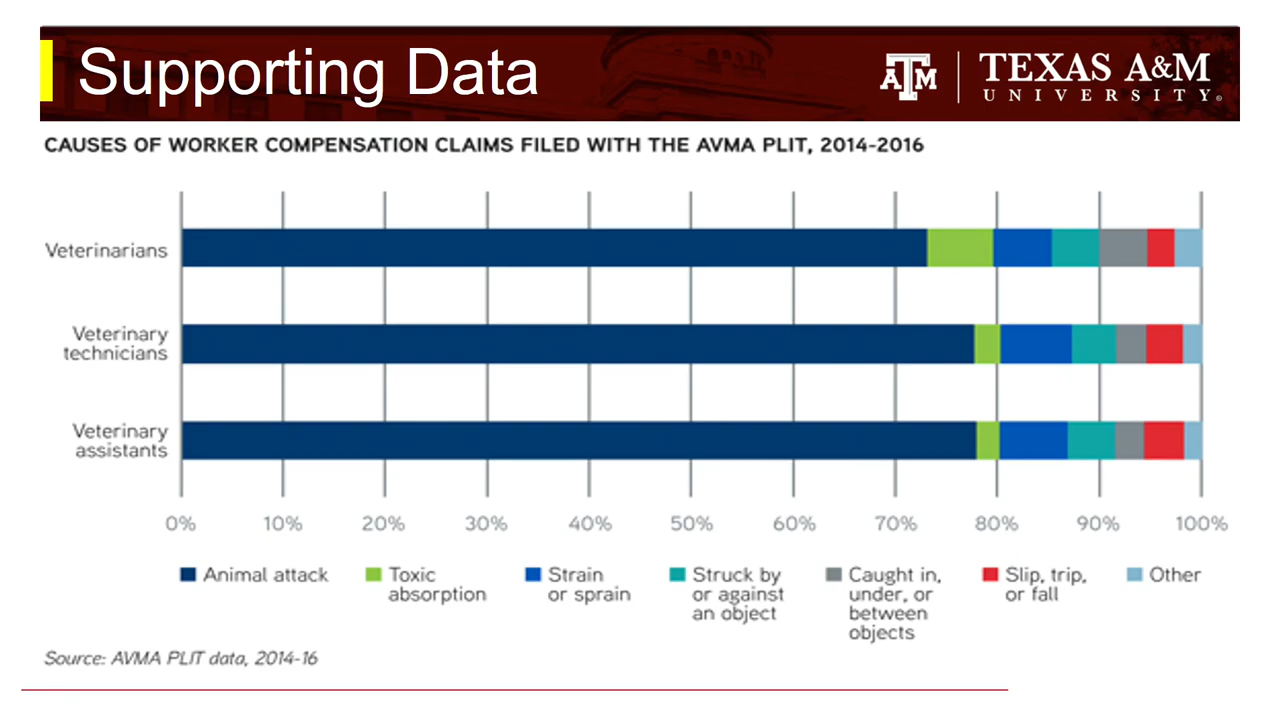 Supporting Data
ATM
TEXAS A&M
UNIVERSITY®
CAUSES OF WORKER COMPENSATION CLAIMS FILED WITH THE AVMA PLIT, 2014-2016
Veterinarians
Veterinary
technicians
Veterinary
assistants
0% 10% 20% 30% 40% 50% 60% 70% 80% 90% 100%
Animal attack
Toxic
absorption
Strain
or sprain
Struck by
or against
an object
Caught in,
under, or
between
objects
Slip, trip,
or fall
Other
Source: AVMA PLIT data, 2014-16